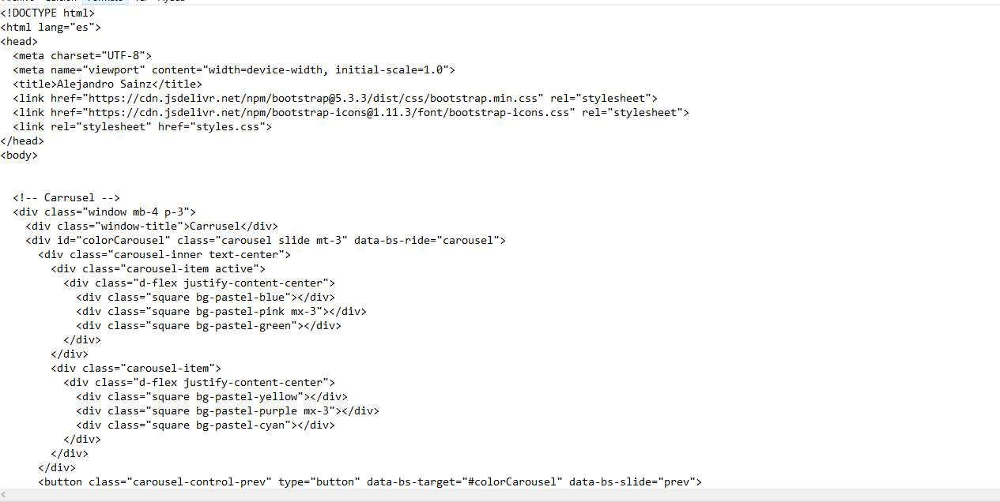 <!DOCTYPE html>
<html lang="es">
<head>
  <meta charset="UTF-8">
  <meta name="viewport" content="width=device-width, initial-scale=1.0">
  <title>Alejandro Sainz</title>
  <link href="https://cdn.jsdelivr.net/npm/bootstrap@5.3.3/dist/css/bootstrap.min.css" rel="stylesheet">
  <link href="https://cdn.jsdelivr.net/npm/bootstrap-icons@1.11.3/font/bootstrap-icons.css" rel="stylesheet">
  <link rel="stylesheet" href="styles.css">
</head>
<body>
  <!-- Carrusel -->
  <div class="window mb-4 p-3">
    <div class="window-title">Carrusel</div>
    <div id="colorCarousel" class="carousel slide mt-3" data-bs-ride="carousel">
      <div class="carousel-inner text-center">
        <div class="carousel-item active">
          <div class="d-flex justify-content-center">
            <div class="square bg-pastel-blue"></div>
            <div class="square bg-pastel-pink mx-3"></div>
            <div class="square bg-pastel-green"></div>
          </div>
        </div>
        <div class="carousel-item">
          <div class="d-flex justify-content-center">
            <div class="square bg-pastel-yellow"></div>
            <div class="square bg-pastel-purple mx-3"></div>
            <div class="square bg-pastel-cyan"></div>
          </div>
        </div>
      </div>
      <button class="carousel-control-prev" type="button" data-bs-target="#colorCarousel" data-bs-slide="prev">